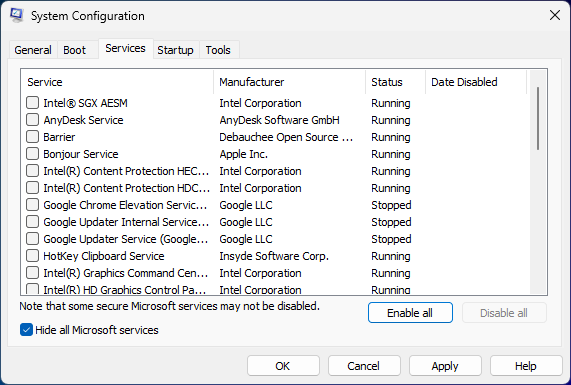 System Configuration
General Boot Services Startup Tools
Service Manufacturer Status Date Disabled
Intel® SGX AESM Intel Corporation Running
AnyDesk Service AnyDesk Software GmbH Running
Barrier Debauchee Open Source ... Running
Bonjour Service Apple Inc. Running
Intel(R) Content Protection HEC... Intel Corporation Running
Intel(R) Content Protection HDC... Intel Corporation Running
Google Chrome Elevation Servic... Google LLC Stopped
Google Updater Internal Service... Google LLC Stopped
Google Updater Service (Google... Google LLC Stopped
HotKey Clipboard Service Insyde Software Corp. Running
Intel(R) Graphics Command Cen... Intel Corporation Running
Intel(R) HD Graphics Control Pa... Intel Corporation Running
Note that some secure Microsoft services may not be disabled.
Enable all Disable all
Hide all Microsoft services
OK Cancel Apply Help